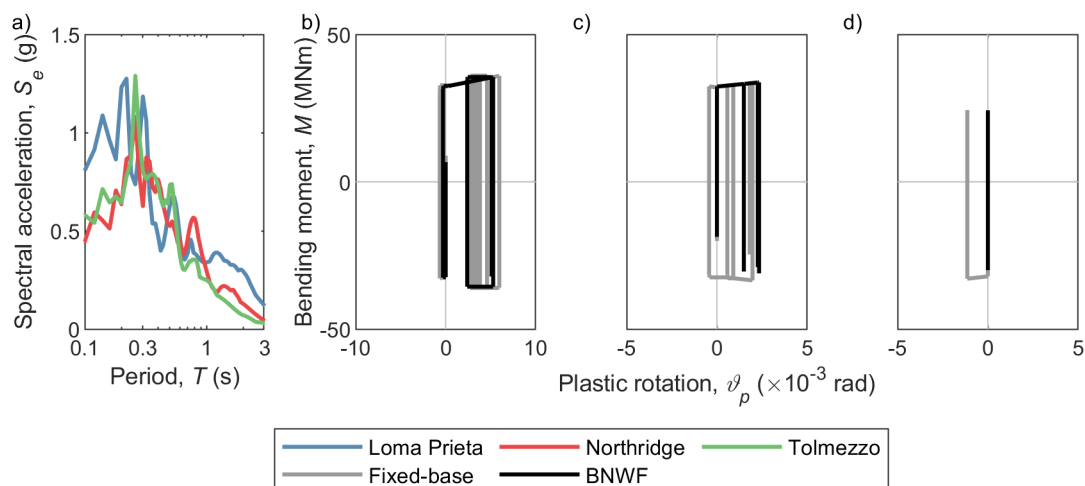 a)
b)
c)
d)
Spectral acceleration, S_e (g)
1.5
1
0.5
0
0.1
0.3
1
3
Period, T (s)
Bending moment, M (MNm)
50
0
-50
-10
0
10
-5
0
5
-5
0
5
Plastic rotation, ϑ_p (×10⁻³ rad)
Loma Prieta
Northridge
Tolmezzo
Fixed-base
BNWF